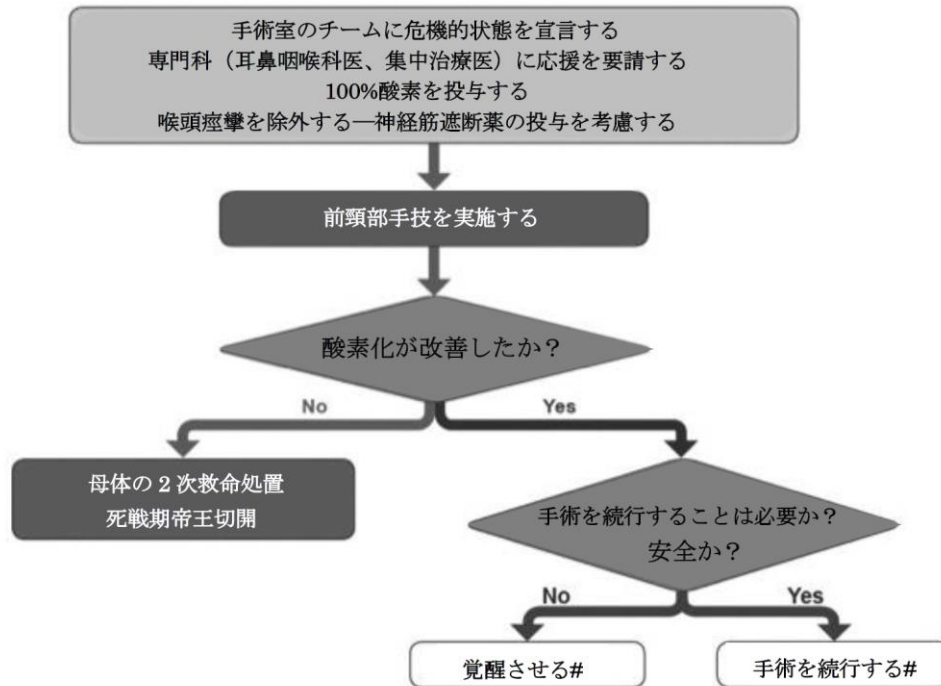 手術室のチームに危機的状態を宣言する
専門科（耳鼻咽喉科医、集中治療医）に応援を要請する
100%酸素を投与する
喉頭痙攣を除外する―神経筋遮断薬の投与を考慮する
前頸部手技を実施する
酸素化が改善したか？
No
Yes
母体の2次救命処置
死戦期帝王切開
手術を続行することは必要か？
安全か？
No
Yes
覚醒させる#
手術を続行する#